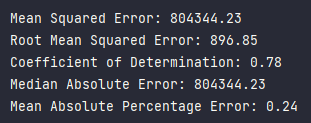 Mean Squared Error: 804344.23
Root Mean Squared Error: 896.85
Coefficient of Determination: 0.78
Median Absolute Error: 804344.23
Mean Absolute Percentage Error: 0.24